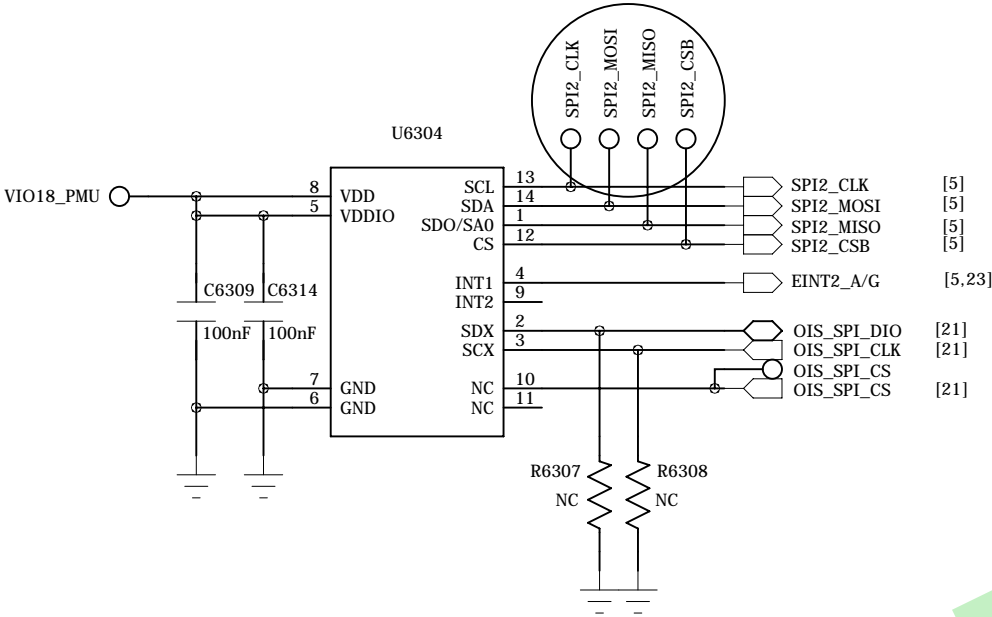 SPI2_CLK
SPI2_MOSI
SPI2_MISO
SPI2_CSB
U6304
VIO18_PMU
8 VDD
5 VDDIO
SCL 13 SPI2_CLK [5]
SDA 14 SPI2_MOSI [5]
SDO/SA0 1 SPI2_MISO [5]
CS 12 SPI2_CSB [5]
INT1 4 EINT2_A/G [5,23]
INT2 9
C6309 C6314
100nF 100nF
SDX 2 OIS_SPI_DIO [21]
SCX 3 OIS_SPI_CLK [21]
OIS_SPI_CS
7 GND NC 10 OIS_SPI_CS [21]
6 GND NC 11
R6307 R6308
NC NC